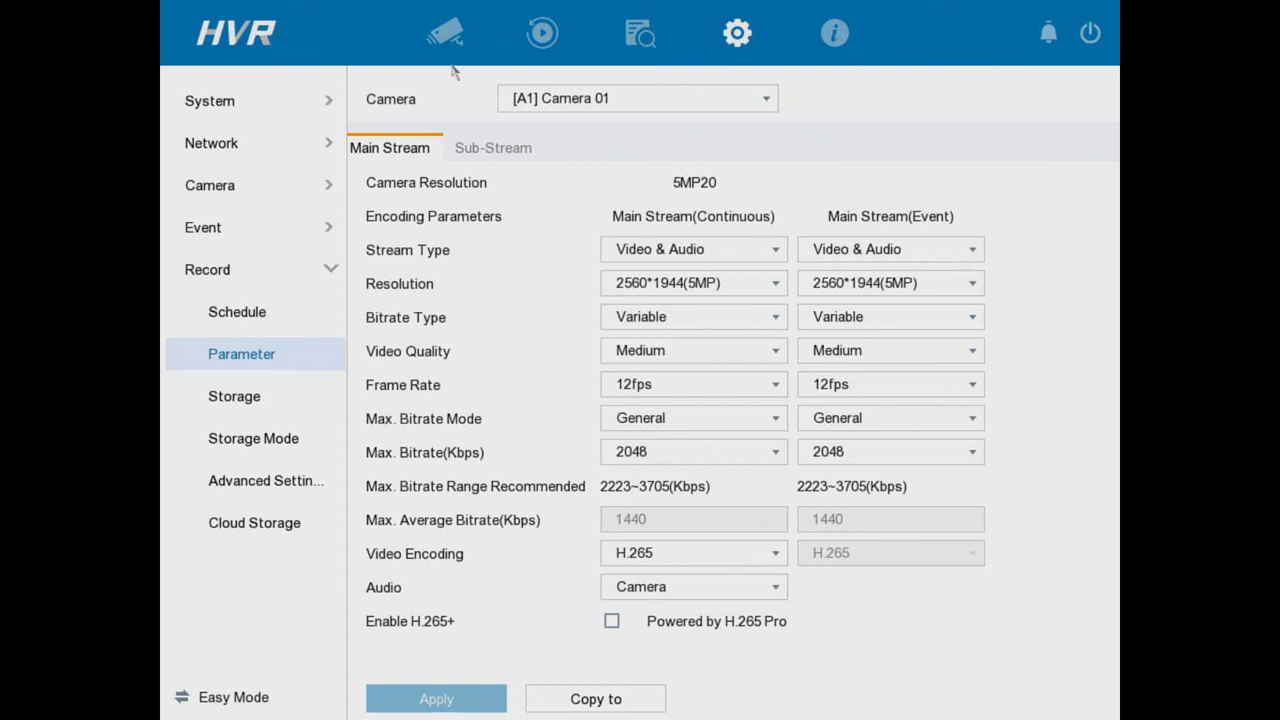 HVR
System
Network
Camera
Event
Record
Schedule
Parameter
Storage
Storage Mode
Advanced Settin...
Cloud Storage
Easy Mode
Camera [A1] Camera 01
Main Stream Sub-Stream
Camera Resolution 5MP20
Encoding Parameters Main Stream(Continuous) Main Stream(Event)
Stream Type Video & Audio Video & Audio
Resolution 2560*1944(5MP) 2560*1944(5MP)
Bitrate Type Variable Variable
Video Quality Medium Medium
Frame Rate 12fps 12fps
Max. Bitrate Mode General General
Max. Bitrate(Kbps) 2048 2048
Max. Bitrate Range Recommended 2223~3705(Kbps) 2223~3705(Kbps)
Max. Average Bitrate(Kbps) 1440 1440
Video Encoding H.265 H.265
Audio Camera
Enable H.265+ Powered by H.265 Pro
Apply Copy to